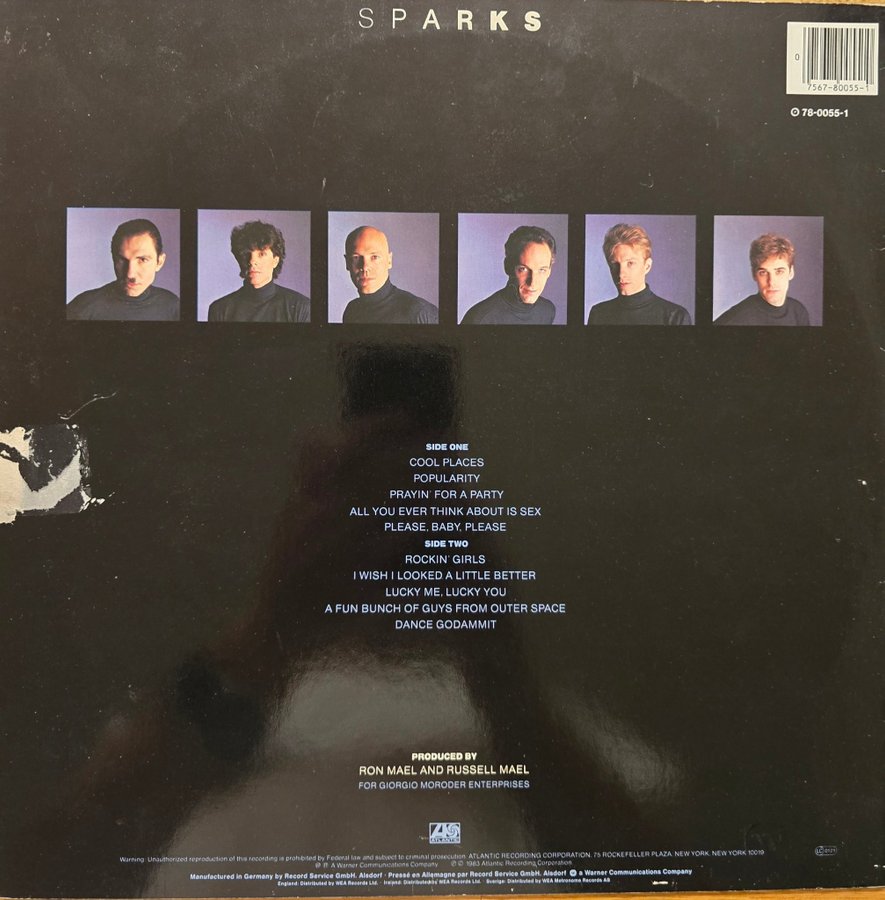 SPARKS
0
7567-80055-1
℗ 78-0055-1
SIDE ONE
COOL PLACES
POPULARITY
PRAYIN' FOR A PARTY
ALL YOU EVER THINK ABOUT IS SEX
PLEASE, BABY, PLEASE
SIDE TWO
ROCKIN' GIRLS
I WISH I LOOKED A LITTLE BETTER
LUCKY ME, LUCKY YOU
A FUN BUNCH OF GUYS FROM OUTER SPACE
DANCE GODAMMIT
PRODUCED BY
RON MAEL AND RUSSELL MAEL
FOR GIORGIO MORODER ENTERPRISES
ATLANTIC
LC 0121
Warning: Unauthorized reproduction of this recording is prohibited by Federal law and subject to criminal prosecution. ATLANTIC RECORDING CORPORATION, 75 ROCKEFELLER PLAZA, NEW YORK, NEW YORK 10019
A Warner Communications Company ℗ © 1983 Atlantic Recording Corporation
Manufactured in Germany by Record Service GmbH, Alsdorf · Pressé en Allemagne par Record Service GmbH, Alsdorf a Warner Communications Company
England: Distributed by WEA Records Ltd. Ireland: Distributed by WEA Records Ltd. Sverige: Distributed by WEA Metronome Records AB